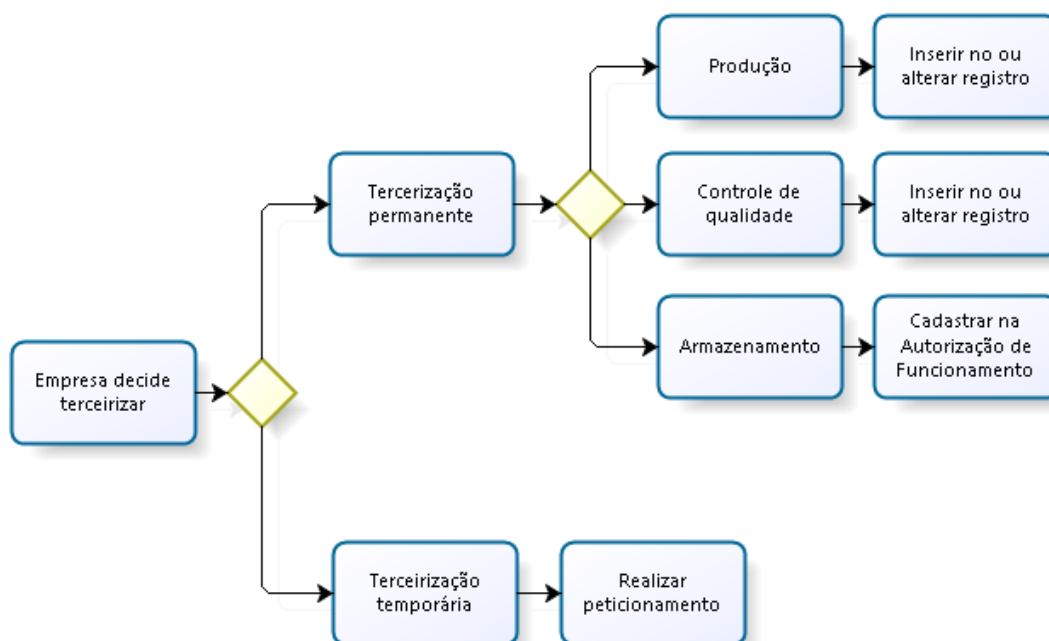 Produção
Inserir no ou
alterar registro
Tercerização
permanente
Controle de
qualidade
Inserir no ou
alterar registro
Armazenamento
Cadastrar na
Autorização de
Funcionamento
Empresa decide
terceirizar
Terceirização
temporária
Realizar
peticionamento